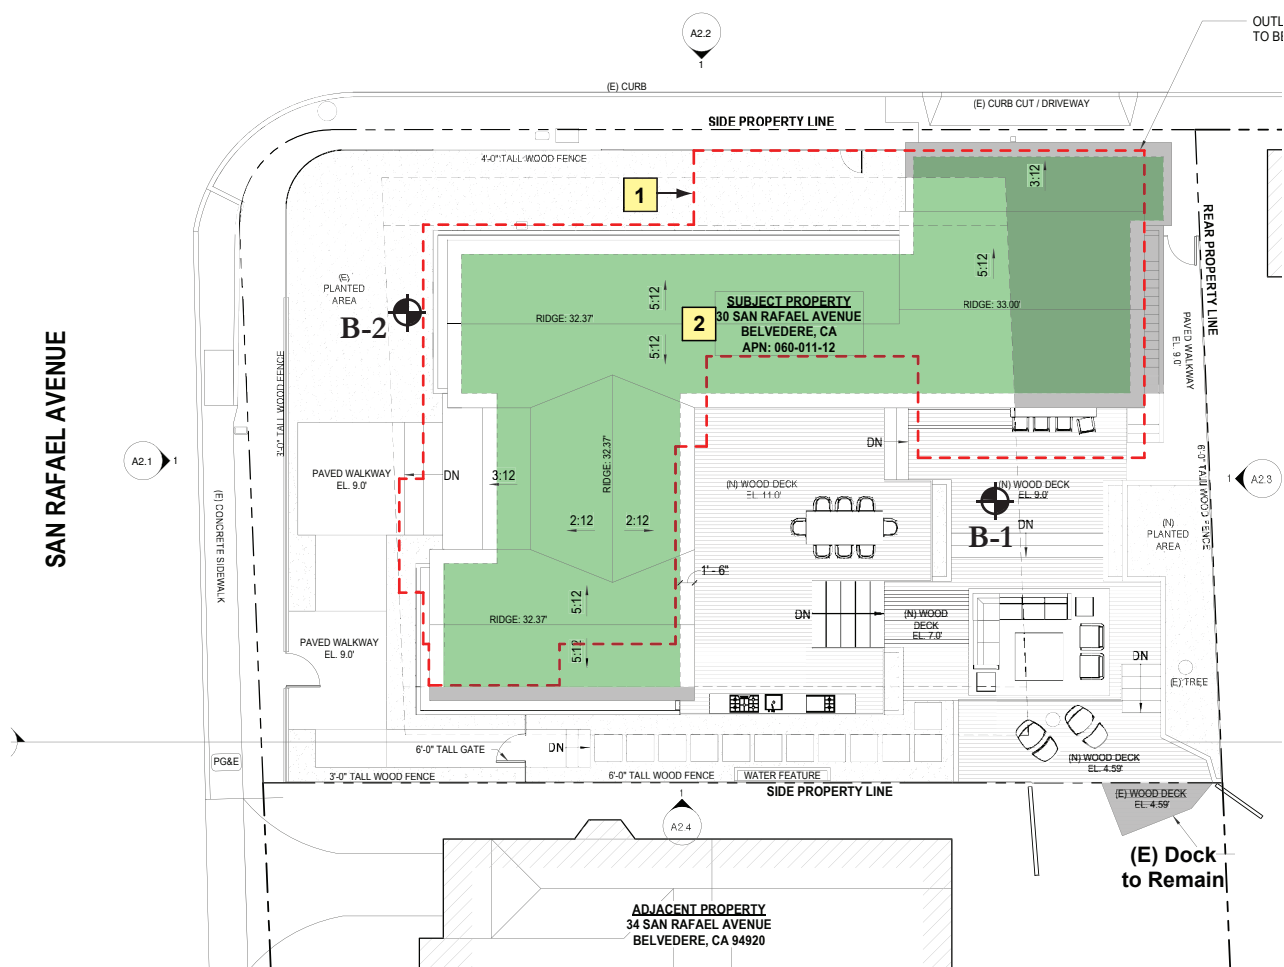 A2.2
1
OUTL
TO BE
(E) CURB
(E) CURB CUT / DRIVEWAY
SIDE PROPERTY LINE
4'-0" TALL WOOD FENCE
3:12
1
REAR PROPERTY LINE
(E)
PLANTED
AREA
B-2
5:12
5:12
RIDGE: 32.37'
2
SUBJECT PROPERTY
30 SAN RAFAEL AVENUE
BELVEDERE, CA
APN: 060-011-12
RIDGE: 33.00'
5:12
PAVED WALKWAY
EL. 9.0'
SAN RAFAEL AVENUE
3'-0" TALL WOOD FENCE
A2.1
1
PAVED WALKWAY
EL. 9.0'
DN
3:12
RIDGE: 32.37'
2:12
2:12
DN
(N) WOOD DECK
EL. 11.0'
(N) WOOD DECK
EL. 9.0'
B-1
DN
6'-0" TALL WOOD FENCE
1
A2.3
(N)
PLANTED
AREA
(E) CONCRETE SIDEWALK
1' - 6"
5:12
RIDGE: 32.37'
5:12
DN
(N) WOOD
DECK
EL. 7.0'
PAVED WALKWAY
EL. 9.0'
DN
(E) TREE
6'-0" TALL GATE
DN
PG&E
3'-0" TALL WOOD FENCE
6'-0" TALL WOOD FENCE
WATER FEATURE
(N) WOOD DECK
EL. 4.59'
SIDE PROPERTY LINE
(E) WOOD DECK
EL. 4.59'
1
A2.4
(E) Dock
to Remain
ADJACENT PROPERTY
34 SAN RAFAEL AVENUE
BELVEDERE, CA 94920